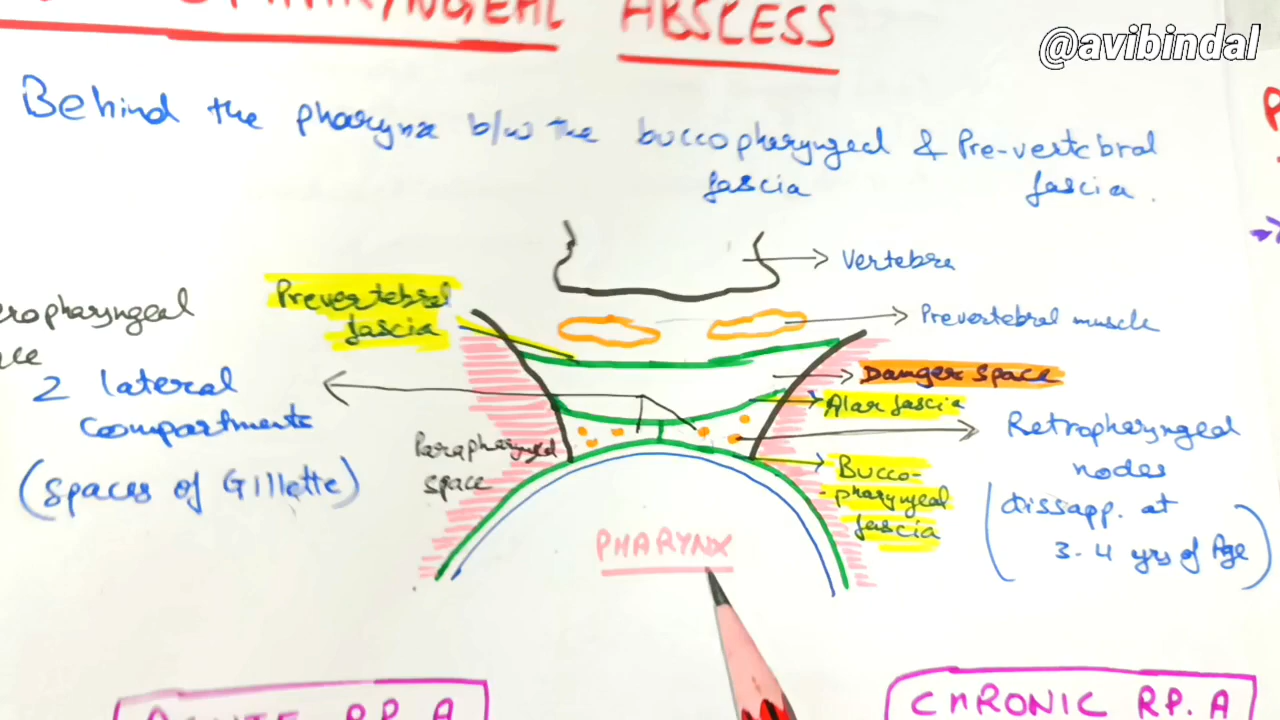 ABSCESS
@avibindal
Behind the pharynx b/w the buccopharyngeal & Pre-vertebral
fascia fascia.
Vertebra
Prevertebral
fascia
Prevertebral muscle
Danger space
Alar fascia
2 lateral
compartments
(Spaces of Gillette)
Parapharyngeal
space
Retropharyngeal
nodes
(dissapp. at
3-4 yrs of Age)
Bucco-
-pharyngeal
fascia
PHARYNX
CHRONIC RP. A